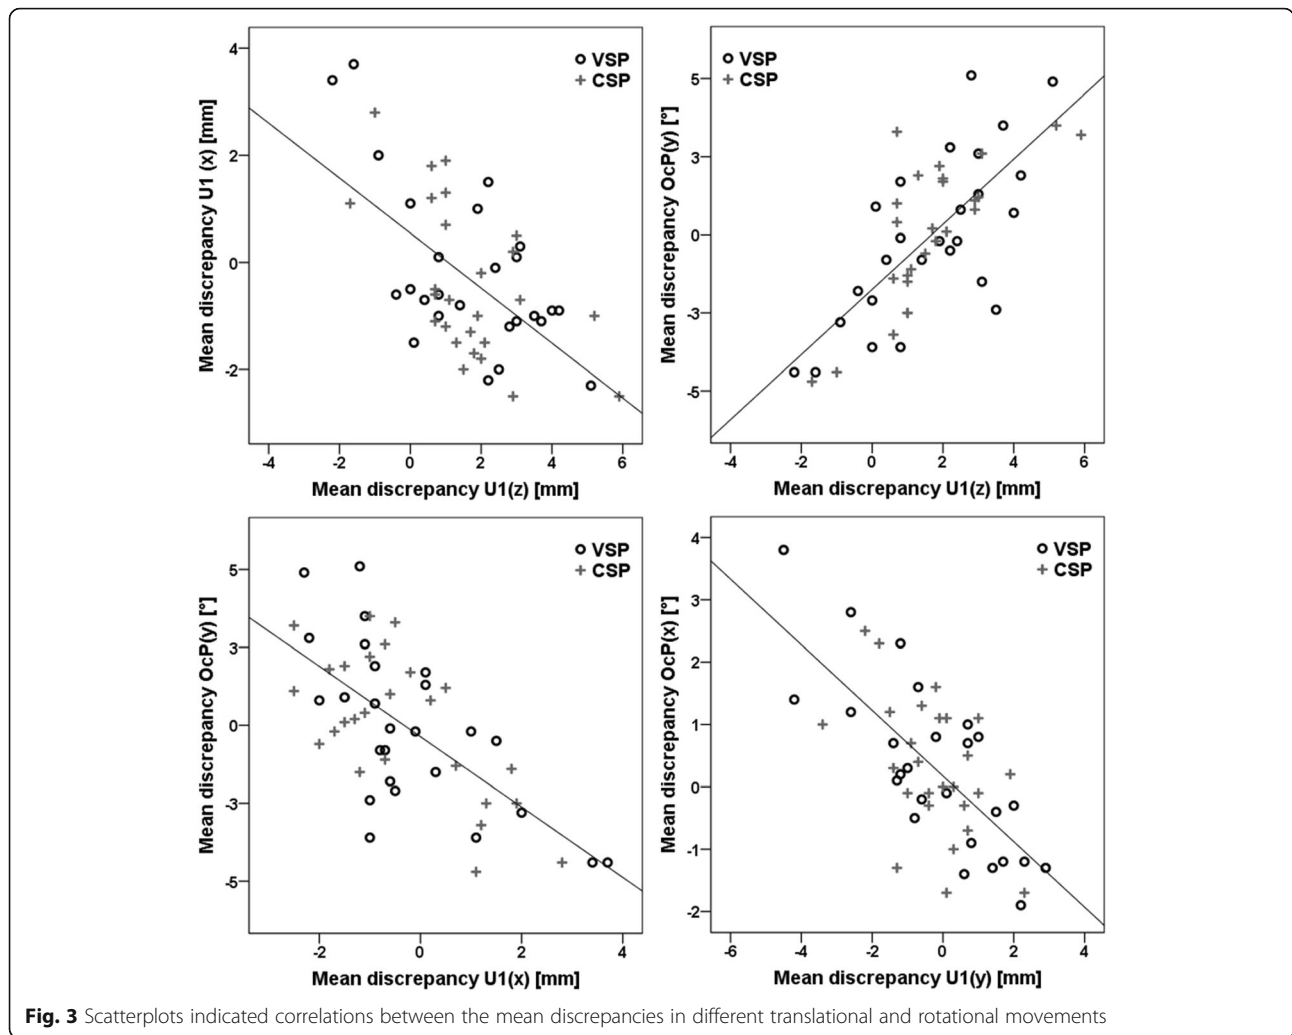 VSP
CSP
4
2
0
-2
Mean discrepancy U1 (x) [mm]
-4 -2 0 2 4 6
Mean discrepancy U1(z) [mm]
VSP
CSP
5
3
0
-3
-5
Mean discrepancy OcP(y) [°]
-4 -2 0 2 4 6
Mean discrepancy U1(z) [mm]
VSP
CSP
5
3
0
-3
-5
Mean discrepancy OcP(y) [°]
-2 0 2 4
Mean discrepancy U1(x) [mm]
VSP
CSP
4
3
2
1
0
-1
-2
Mean discrepancy OcP(x) [°]
-6 -4 -2 0 2 4
Mean discrepancy U1(y) [mm]
Fig. 3 Scatterplots indicated correlations between the mean discrepancies in different translational and rotational movements